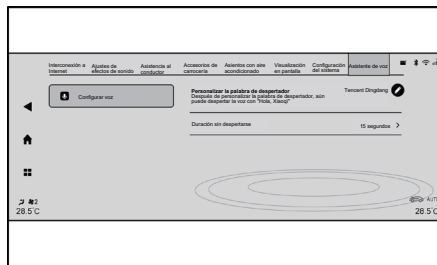 Interconexión a Internet
Ajustes de efectos de sonido
Asistencia al conductor
Accesorios de carrocería
Asientos con aire acondicionado
Visualización en pantalla
Configuración del sistema
Asistente de voz
Configurar voz
Personalizar la palabra de despertador
Después de personalizar la palabra de despertador, aún
puede despertar la voz con "Hola, Xiaoqi"
Tencent Dingdang
Duración sin despertarse
15 segundos
2
28.5°C
AUTO
28.5°C